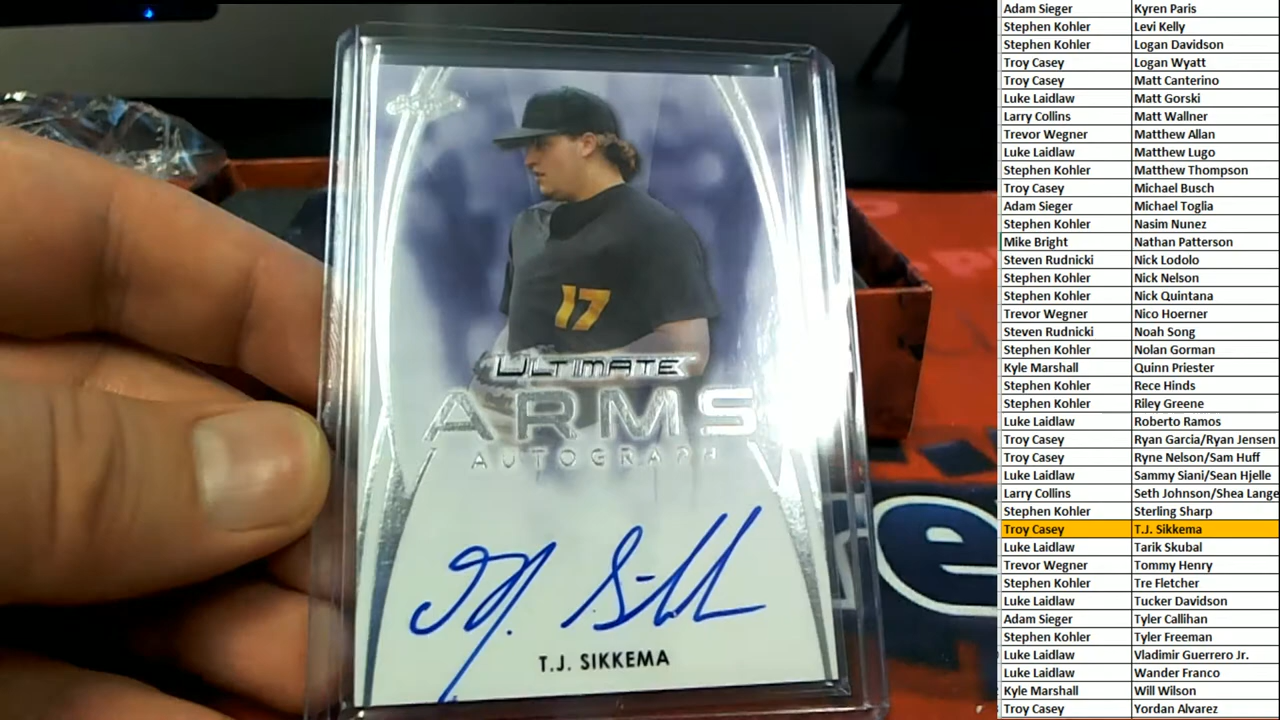 17
ULTIMATE
ARMS
AUTOGRAPH
T.J. SIKKEMA
Adam Sieger Kyren Paris
Stephen Kohler Levi Kelly
Stephen Kohler Logan Davidson
Troy Casey Logan Wyatt
Troy Casey Matt Canterino
Luke Laidlaw Matt Gorski
Larry Collins Matt Wallner
Trevor Wegner Matthew Allan
Luke Laidlaw Matthew Lugo
Stephen Kohler Matthew Thompson
Troy Casey Michael Busch
Adam Sieger Michael Toglia
Stephen Kohler Nasim Nunez
Mike Bright Nathan Patterson
Steven Rudnicki Nick Lodolo
Stephen Kohler Nick Nelson
Stephen Kohler Nick Quintana
Trevor Wegner Nico Hoerner
Steven Rudnicki Noah Song
Stephen Kohler Nolan Gorman
Kyle Marshall Quinn Priester
Stephen Kohler Rece Hinds
Stephen Kohler Riley Greene
Luke Laidlaw Roberto Ramos
Troy Casey Ryan Garcia/Ryan Jensen
Troy Casey Ryne Nelson/Sam Huff
Luke Laidlaw Sammy Siani/Sean Hjelle
Larry Collins Seth Johnson/Shea Lange
Stephen Kohler Sterling Sharp
Troy Casey T.J. Sikkema
Luke Laidlaw Tarik Skubal
Trevor Wegner Tommy Henry
Stephen Kohler Tre Fletcher
Luke Laidlaw Tucker Davidson
Adam Sieger Tyler Callihan
Stephen Kohler Tyler Freeman
Luke Laidlaw Vladimir Guerrero Jr.
Luke Laidlaw Wander Franco
Kyle Marshall Will Wilson
Troy Casey Yordan Alvarez